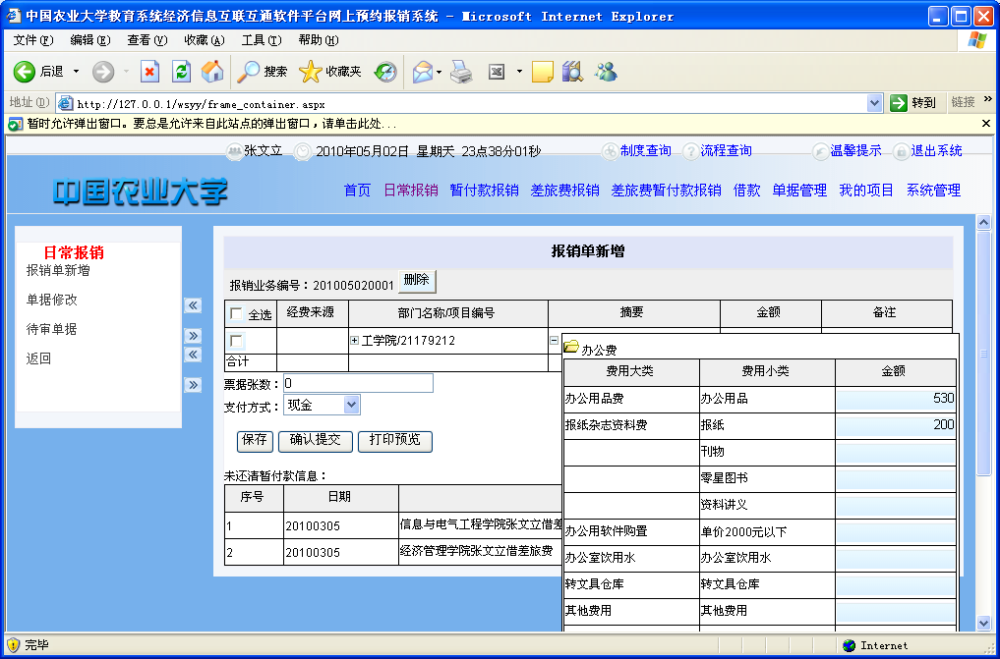 中国农业大学教育系统经济信息互联互通软件平台网上预约报销系统 - Microsoft Internet Explorer
文件(F) 编辑(E) 查看(V) 收藏(A) 工具(T) 帮助(H)
后退 搜索 收藏夹
地址(D) http://127.0.0.1/wsyy/frame_container.aspx 转到 链接 »
暂时允许弹出窗口。要总是允许来自此站点的弹出窗口，请单击此处...
张文立 2010年05月02日 星期天 23点38分01秒 制度查询 流程查询 温馨提示 退出系统
中国农业大学
首页 日常报销 暂付款报销 差旅费报销 差旅费暂付款报销 借款 单据管理 我的项目 系统管理
日常报销
报销单新增
单据修改
待审单据
返回
«
»
«
»
报销单新增
报销业务编号：201005020001 删除
全选 经费来源 部门名称/项目编号 摘要 金额 备注
工学院/21179212
合计
票据张数：0
支付方式：现金
保存 确认提交 打印预览
未还清暂付款信息：
序号 日期
1 20100305 信息与电气工程学院张文立借差
2 20100305 经济管理学院张文立借差旅费
办公费
费用大类 费用小类 金额
办公用品费 办公用品 530
报纸杂志资料费 报纸 200
刊物
零星图书
资料讲义
办公用软件购置 单价2000元以下
办公室饮用水 办公室饮用水
转文具仓库 转文具仓库
其他费用 其他费用
完毕 Internet